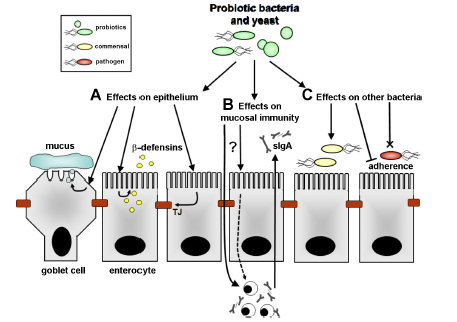 Probiotic bacteria
and yeast
probiotics
commensal
pathogen
A Effects on epithelium
B Effects on
mucosal immunity
C Effects on other bacteria
mucus
β-defensins
?
sIgA
adherence
TJ
goblet cell
enterocyte